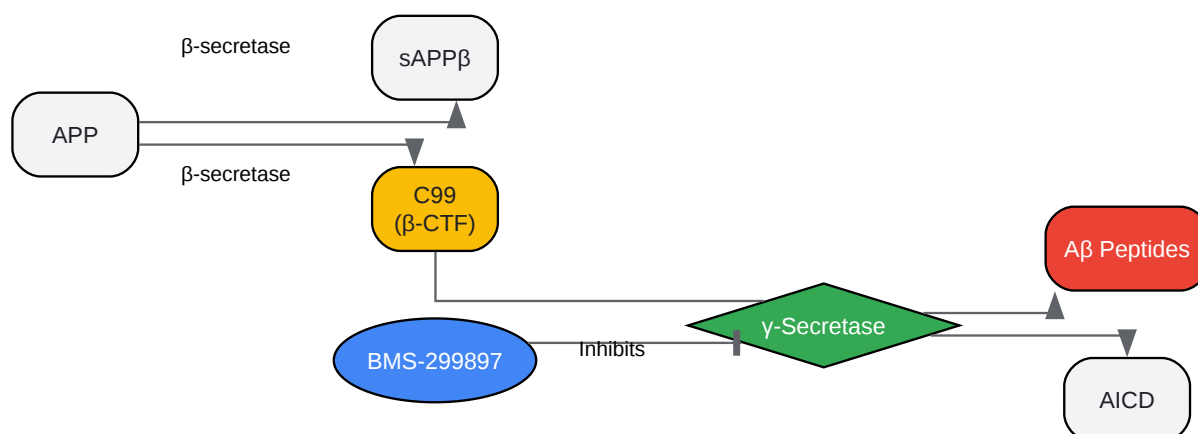 β-secretase
sAPPβ
APP
β-secretase
C99
(β-CTF)
Aβ Peptides
γ-Secretase
Inhibits
BMS-299897
AICD